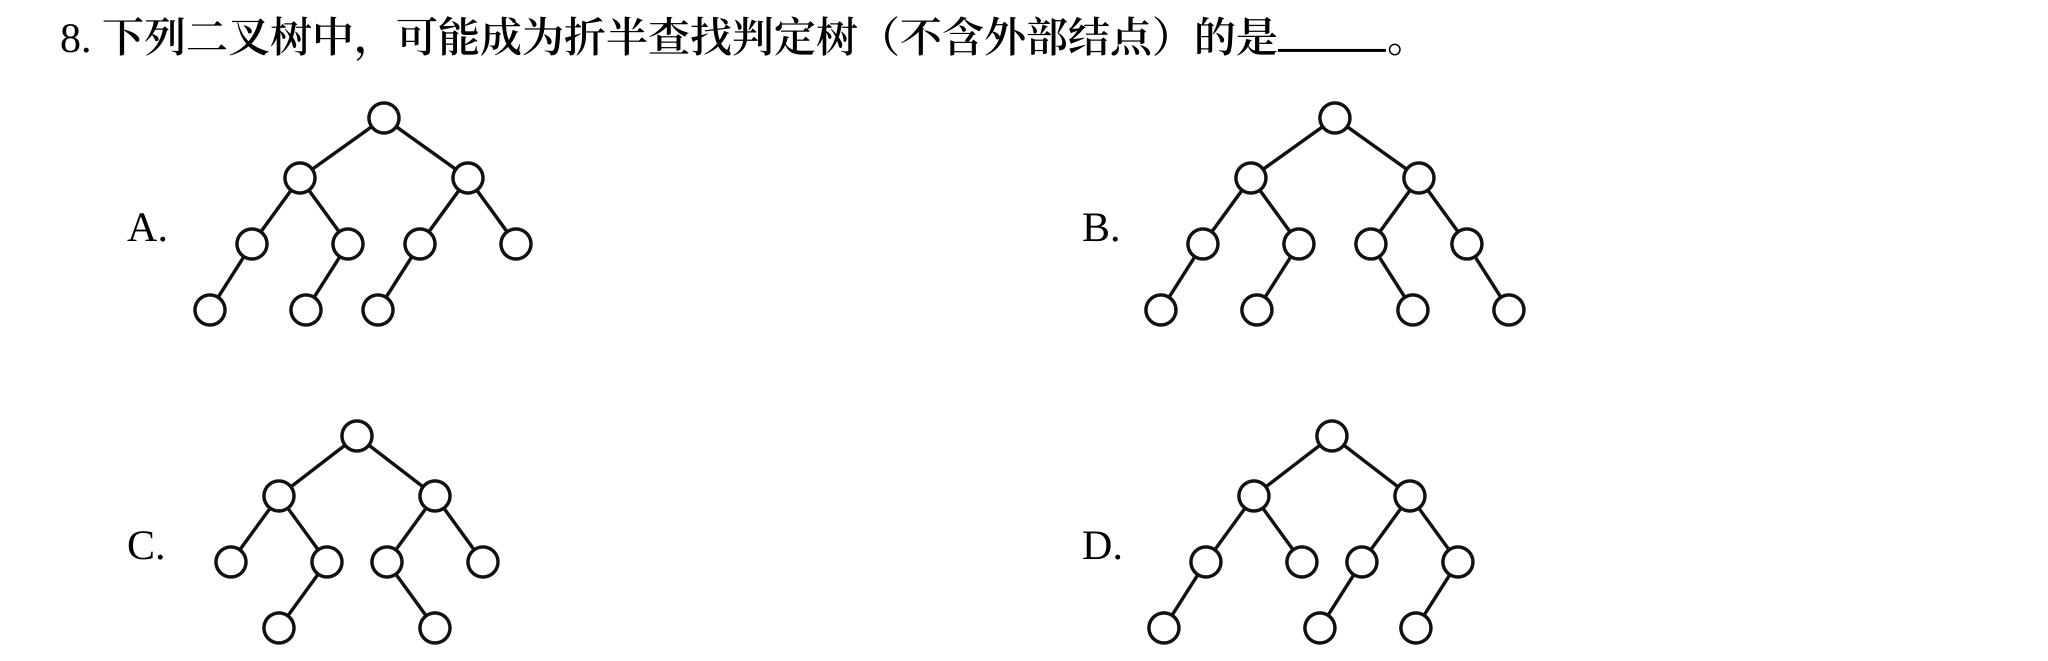 8. 下列二叉树中，可能成为折半查找判定树（不含外部结点）的是_____。
A.
B.
C.
D.